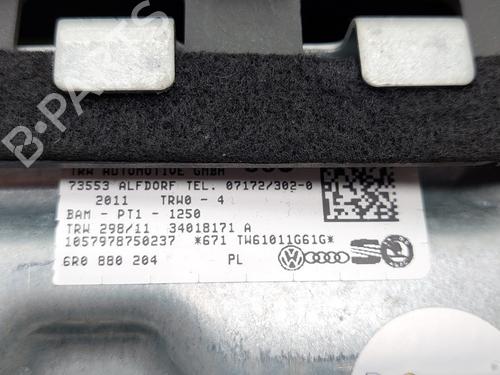 B-PARTS
TRW AUTOMOTIVE GMBH
73553 ALFDORF TEL. 07172/302-0
2011 TRW0 - 4
BAM - PT1 - 1250
TRW 298/11 34018171 A
1057978750237 *671 TW61011G61G*
6R0 880 204 PL